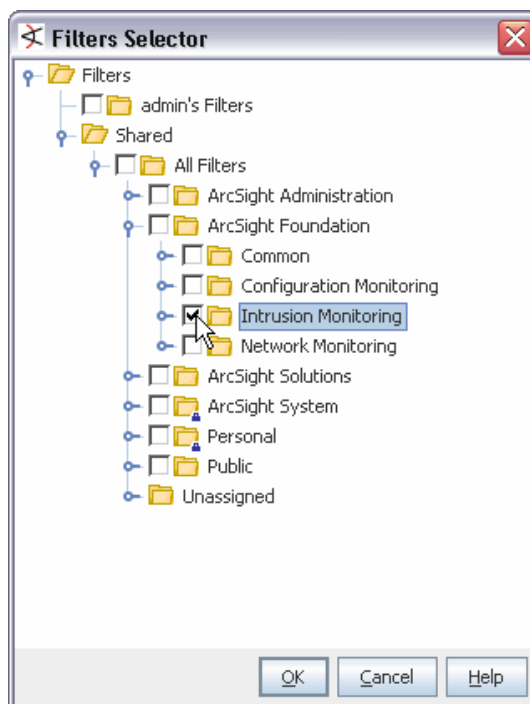 Filters Selector
Filters
admin's Filters
Shared
All Filters
ArcSight Administration
ArcSight Foundation
Common
Configuration Monitoring
Intrusion Monitoring
Network Monitoring
ArcSight Solutions
ArcSight System
Personal
Public
Unassigned
OK Cancel Help